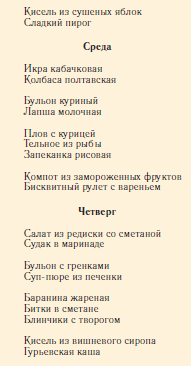 Кисель из сушеных яблок
Сладкий пирог
Среда
Икра кабачковая
Колбаса полтавская
Бульон куриный
Лапша молочная
Плов с курицей
Тельное из рыбы
Запеканка рисовая
Компот из замороженных фруктов
Бисквитный рулет с вареньем
Четверг
Салат из редиски со сметаной
Судак в маринаде
Бульон с гренками
Суп-пюре из печенки
Баранина жареная
Битки в сметане
Блинчики с творогом
Кисель из вишневого сиропа
Гурьевская каша